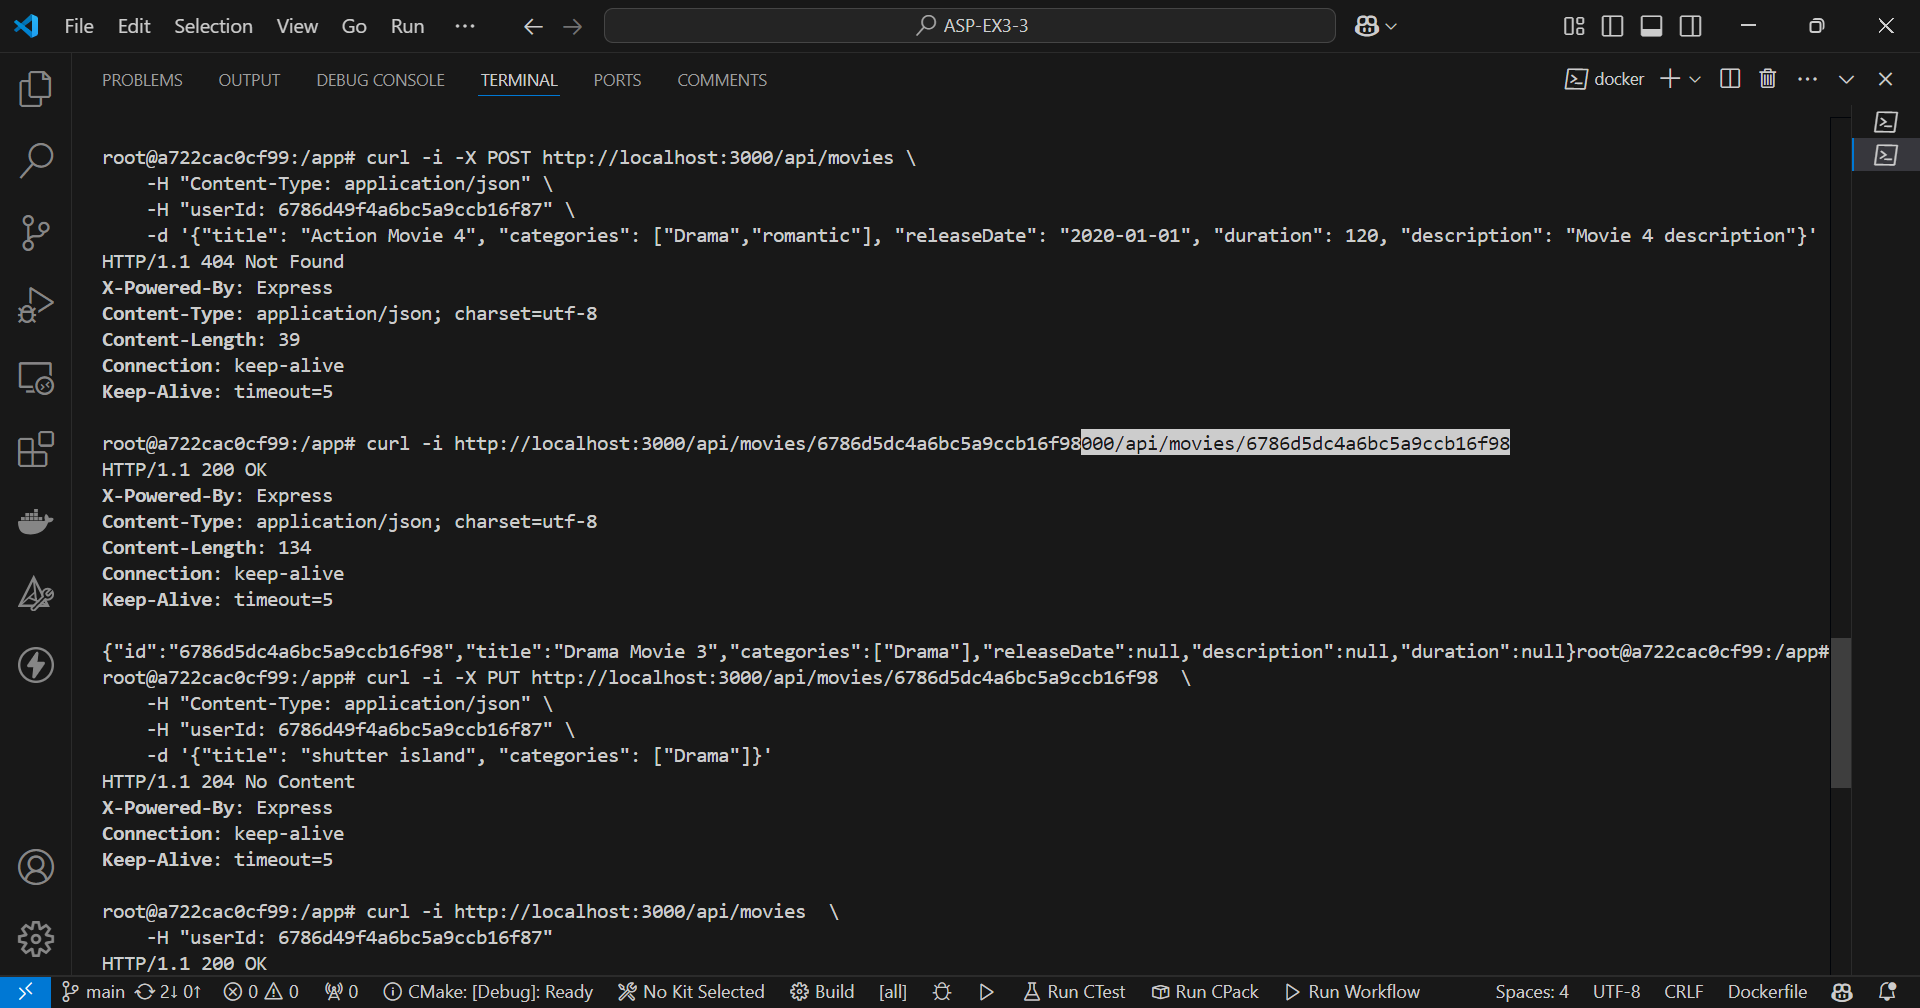 File Edit Selection View Go Run ··· ASP-EX3-3
PROBLEMS OUTPUT DEBUG CONSOLE TERMINAL PORTS COMMENTS docker
root@a722cac0cf99:/app# curl -i -X POST http://localhost:3000/api/movies \
-H "Content-Type: application/json" \
-H "userId: 6786d49f4a6bc5a9ccb16f87" \
-d '{"title": "Action Movie 4", "categories": ["Drama","romantic"], "releaseDate": "2020-01-01", "duration": 120, "description": "Movie 4 description"}'
HTTP/1.1 404 Not Found
X-Powered-By: Express
Content-Type: application/json; charset=utf-8
Content-Length: 39
Connection: keep-alive
Keep-Alive: timeout=5
root@a722cac0cf99:/app# curl -i http://localhost:3000/api/movies/6786d5dc4a6bc5a9ccb16f98000/api/movies/6786d5dc4a6bc5a9ccb16f98
HTTP/1.1 200 OK
X-Powered-By: Express
Content-Type: application/json; charset=utf-8
Content-Length: 134
Connection: keep-alive
Keep-Alive: timeout=5
{"id":"6786d5dc4a6bc5a9ccb16f98","title":"Drama Movie 3","categories":["Drama"],"releaseDate":null,"description":null,"duration":null}root@a722cac0cf99:/app#
root@a722cac0cf99:/app# curl -i -X PUT http://localhost:3000/api/movies/6786d5dc4a6bc5a9ccb16f98  \
-H "Content-Type: application/json" \
-H "userId: 6786d49f4a6bc5a9ccb16f87" \
-d '{"title": "shutter island", "categories": ["Drama"]}'
HTTP/1.1 204 No Content
X-Powered-By: Express
Connection: keep-alive
Keep-Alive: timeout=5
root@a722cac0cf99:/app# curl -i http://localhost:3000/api/movies  \
-H "userId: 6786d49f4a6bc5a9ccb16f87"
HTTP/1.1 200 OK
main 2↓ 0↑ 0 0 0 CMake: [Debug]: Ready No Kit Selected Build [all] Run CTest Run CPack Run Workflow Spaces: 4 UTF-8 CRLF Dockerfile